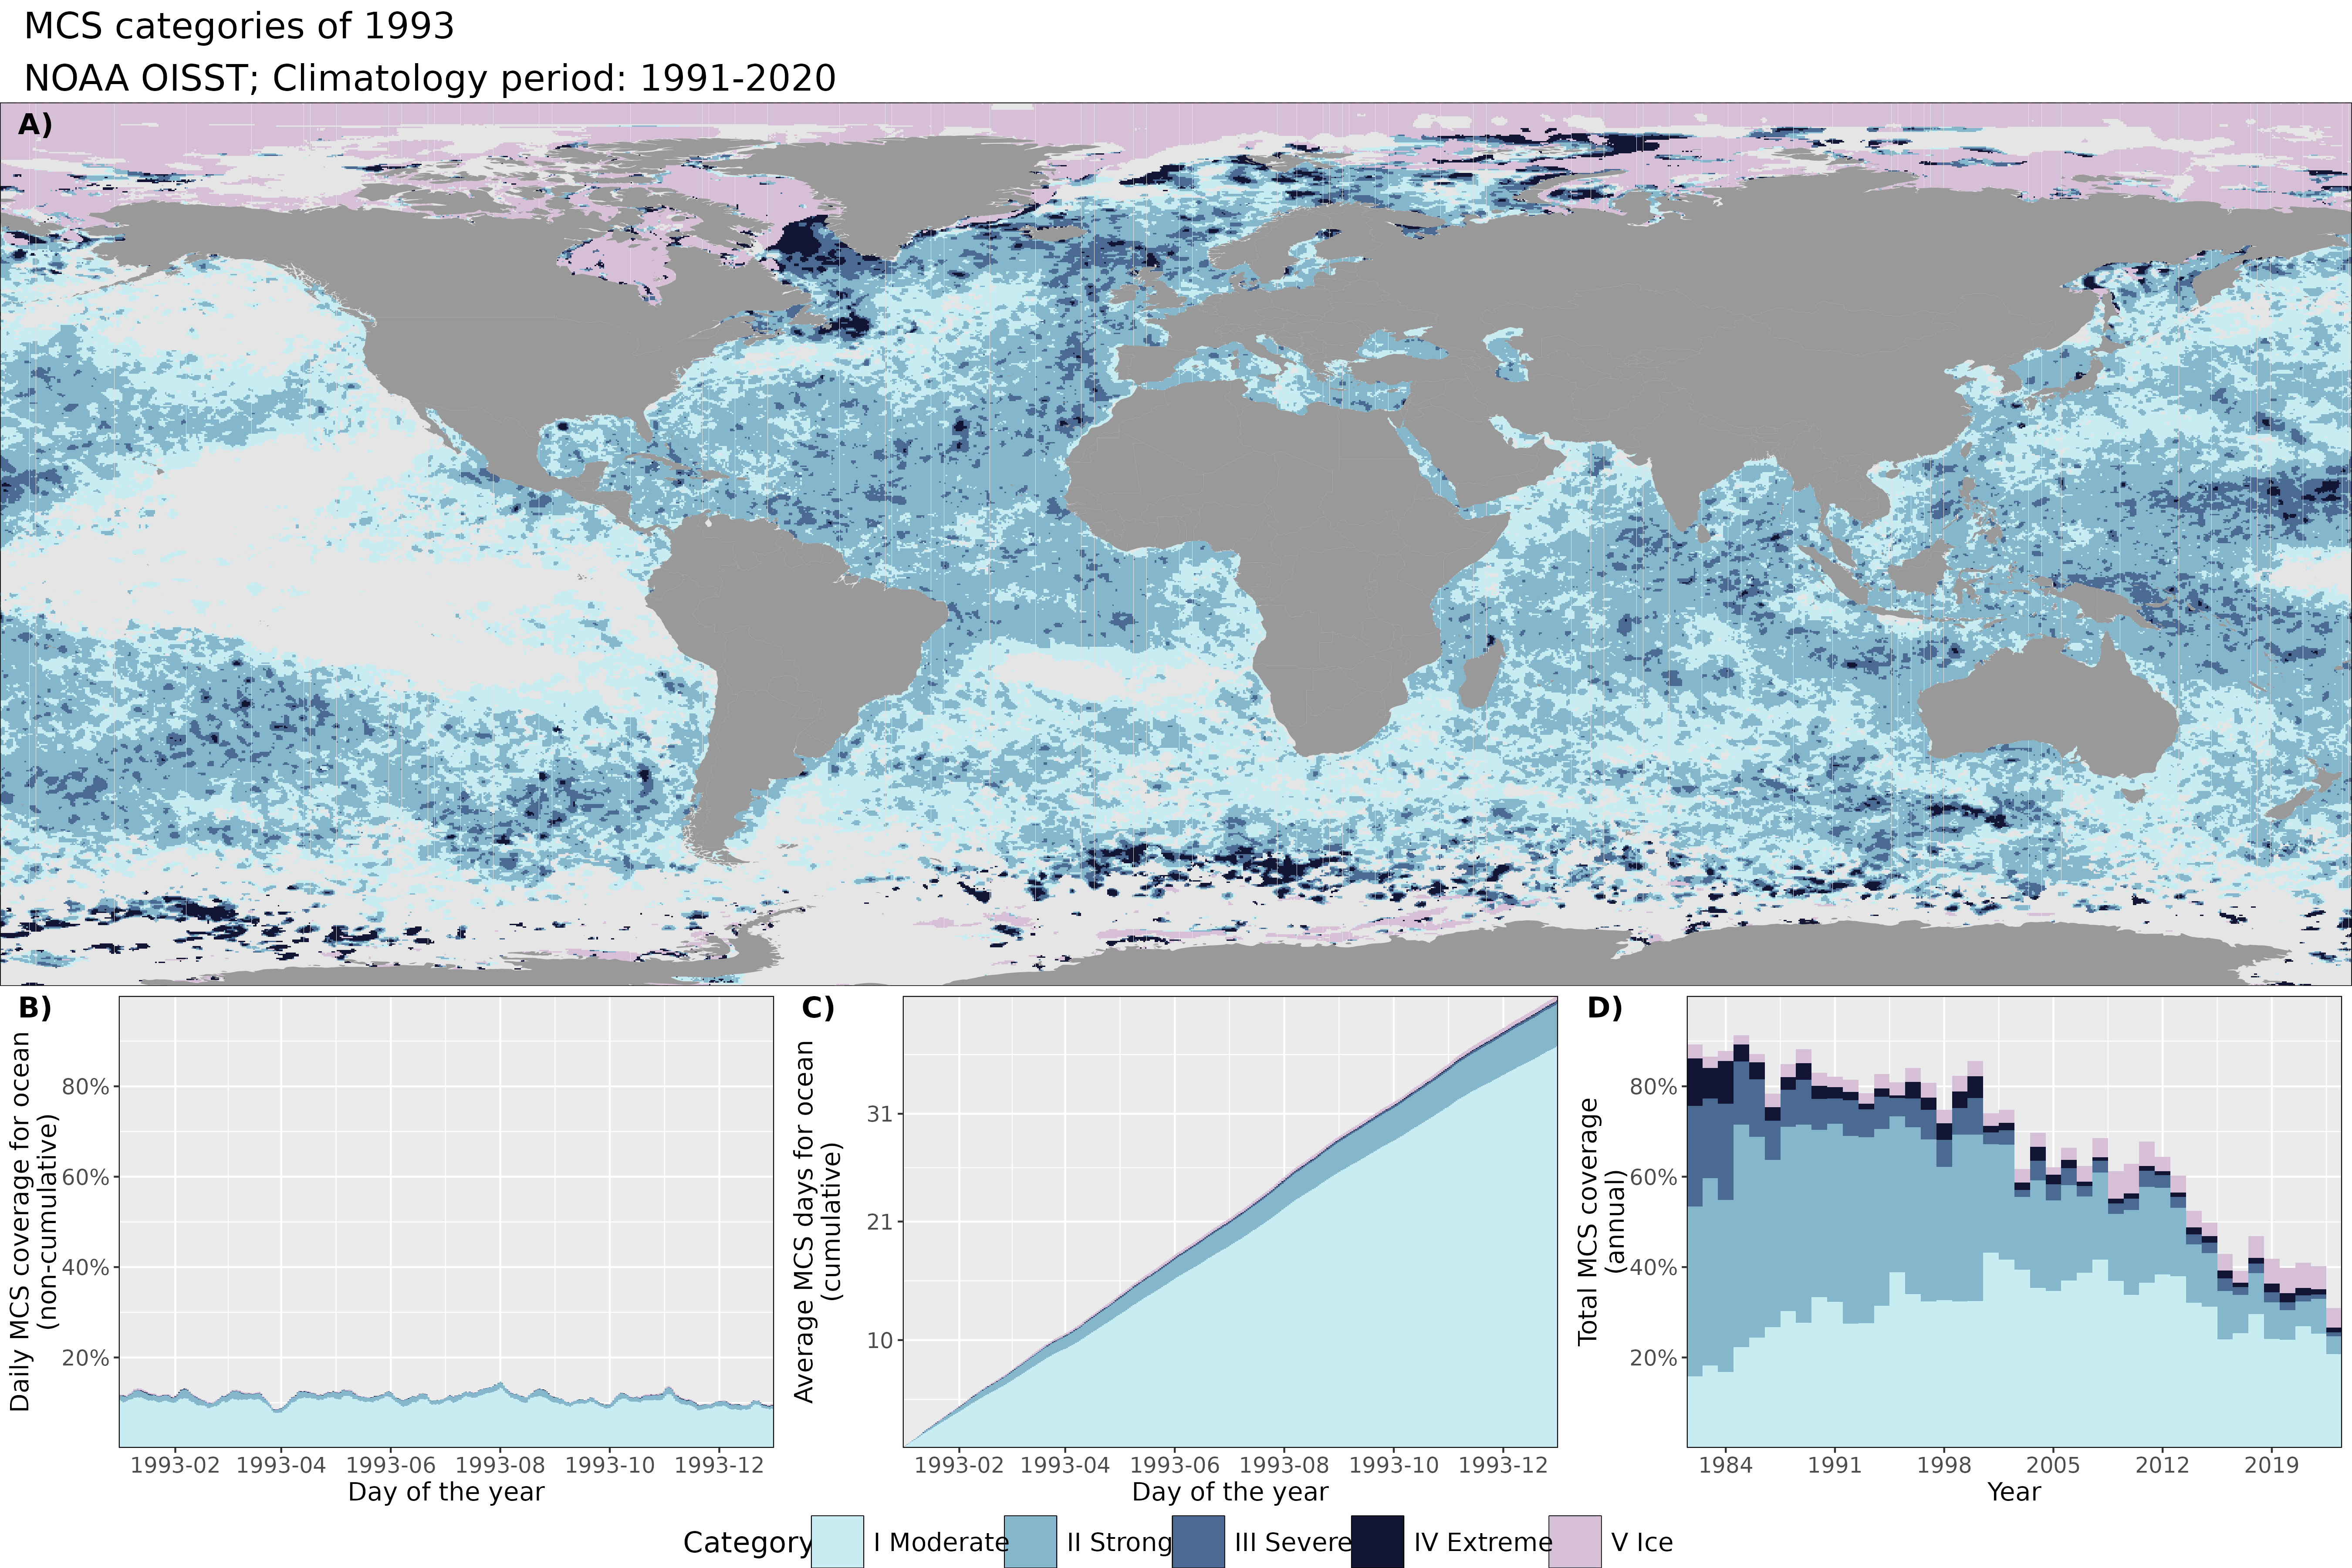 MCS categories of 1993
NOAA OISST; Climatology period: 1991-2020
A)
B)
Daily MCS coverage for ocean
(non-cumulative)
80%
60%
40%
20%
1993-02 1993-04 1993-06 1993-08 1993-10 1993-12
Day of the year
C)
Average MCS days for ocean
(cumulative)
31
21
10
1993-02 1993-04 1993-06 1993-08 1993-10 1993-12
Day of the year
D)
Total MCS coverage
(annual)
80%
60%
40%
20%
1984 1991 1998 2005 2012 2019
Year
Category I Moderate II Strong III Severe IV Extreme V Ice